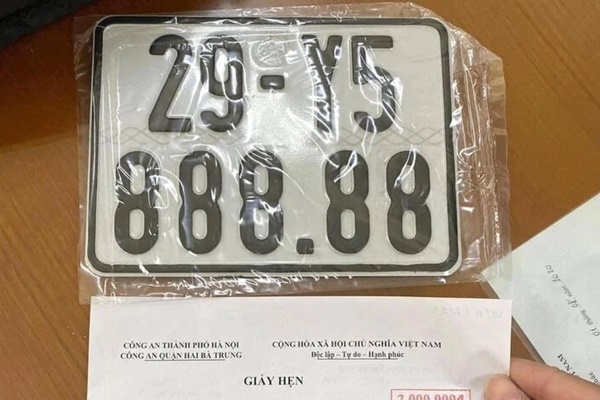 29-Y5
888.88
CÔNG AN THÀNH PHỐ HÀ NỘI
CÔNG AN QUẬN HAI BÀ TRƯNG
CỘNG HÒA XÃ HỘI CHỦ NGHĨA VIỆT NAM
Độc lập – Tự do – Hạnh phúc
GIẤY HẸN
NAM